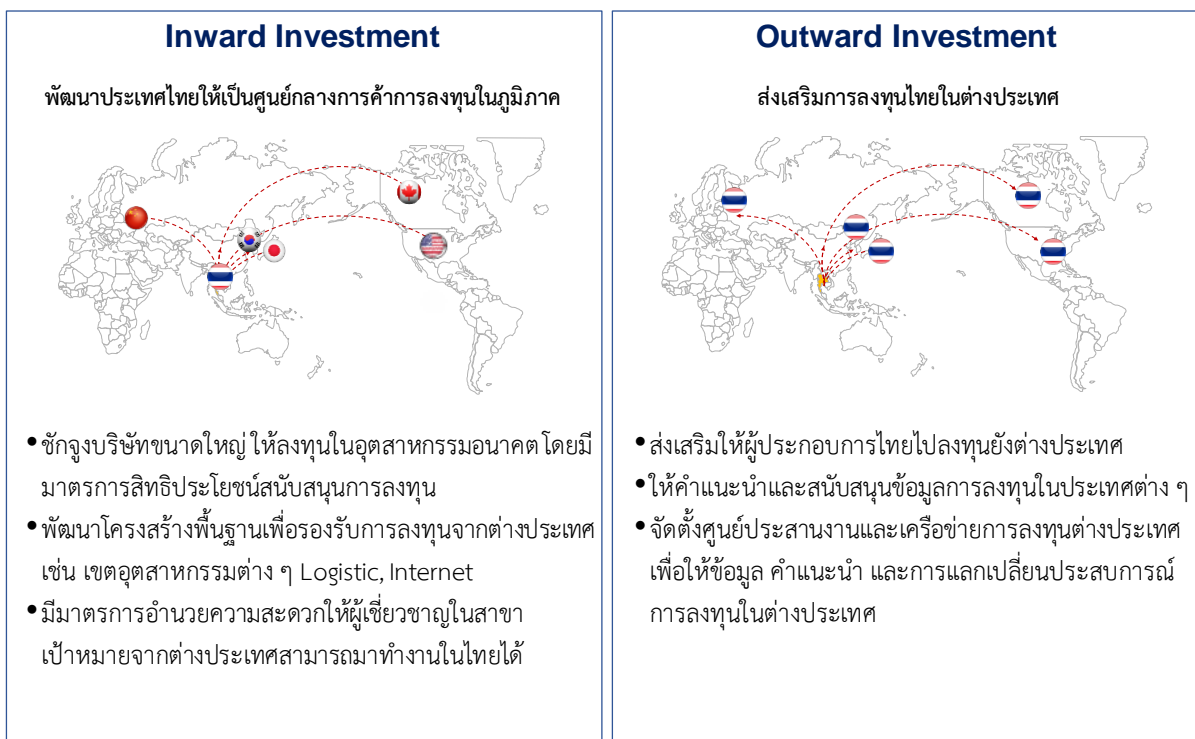 Inward Investment
พัฒนาประเทศไทยให้เป็นศูนย์กลางการค้าการลงทุนในภูมิภาค
• ชักจูงบริษัทขนาดใหญ่ ให้ลงทุนในอุตสาหกรรมอนาคต โดยมี
มาตรการสิทธิประโยชน์สนับสนุนการลงทุน
• พัฒนาโครงสร้างพื้นฐานเพื่อรองรับการลงทุนจากต่างประเทศ
เช่น เขตอุตสาหกรรมต่าง ๆ Logistic, Internet
• มีมาตรการอำนวยความสะดวกให้ผู้เชี่ยวชาญในสาขา
เป้าหมายจากต่างประเทศสามารถมาทำงานในไทยได้
Outward Investment
ส่งเสริมการลงทุนไทยในต่างประเทศ
• ส่งเสริมให้ผู้ประกอบการไทยไปลงทุนยังต่างประเทศ
• ให้คำแนะนำและสนับสนุนข้อมูลการลงทุนในประเทศต่าง ๆ
• จัดตั้งศูนย์ประสานงานและเครือข่ายการลงทุนต่างประเทศ
เพื่อให้ข้อมูล คำแนะนำ และการแลกเปลี่ยนประสบการณ์
การลงทุนในต่างประเทศ